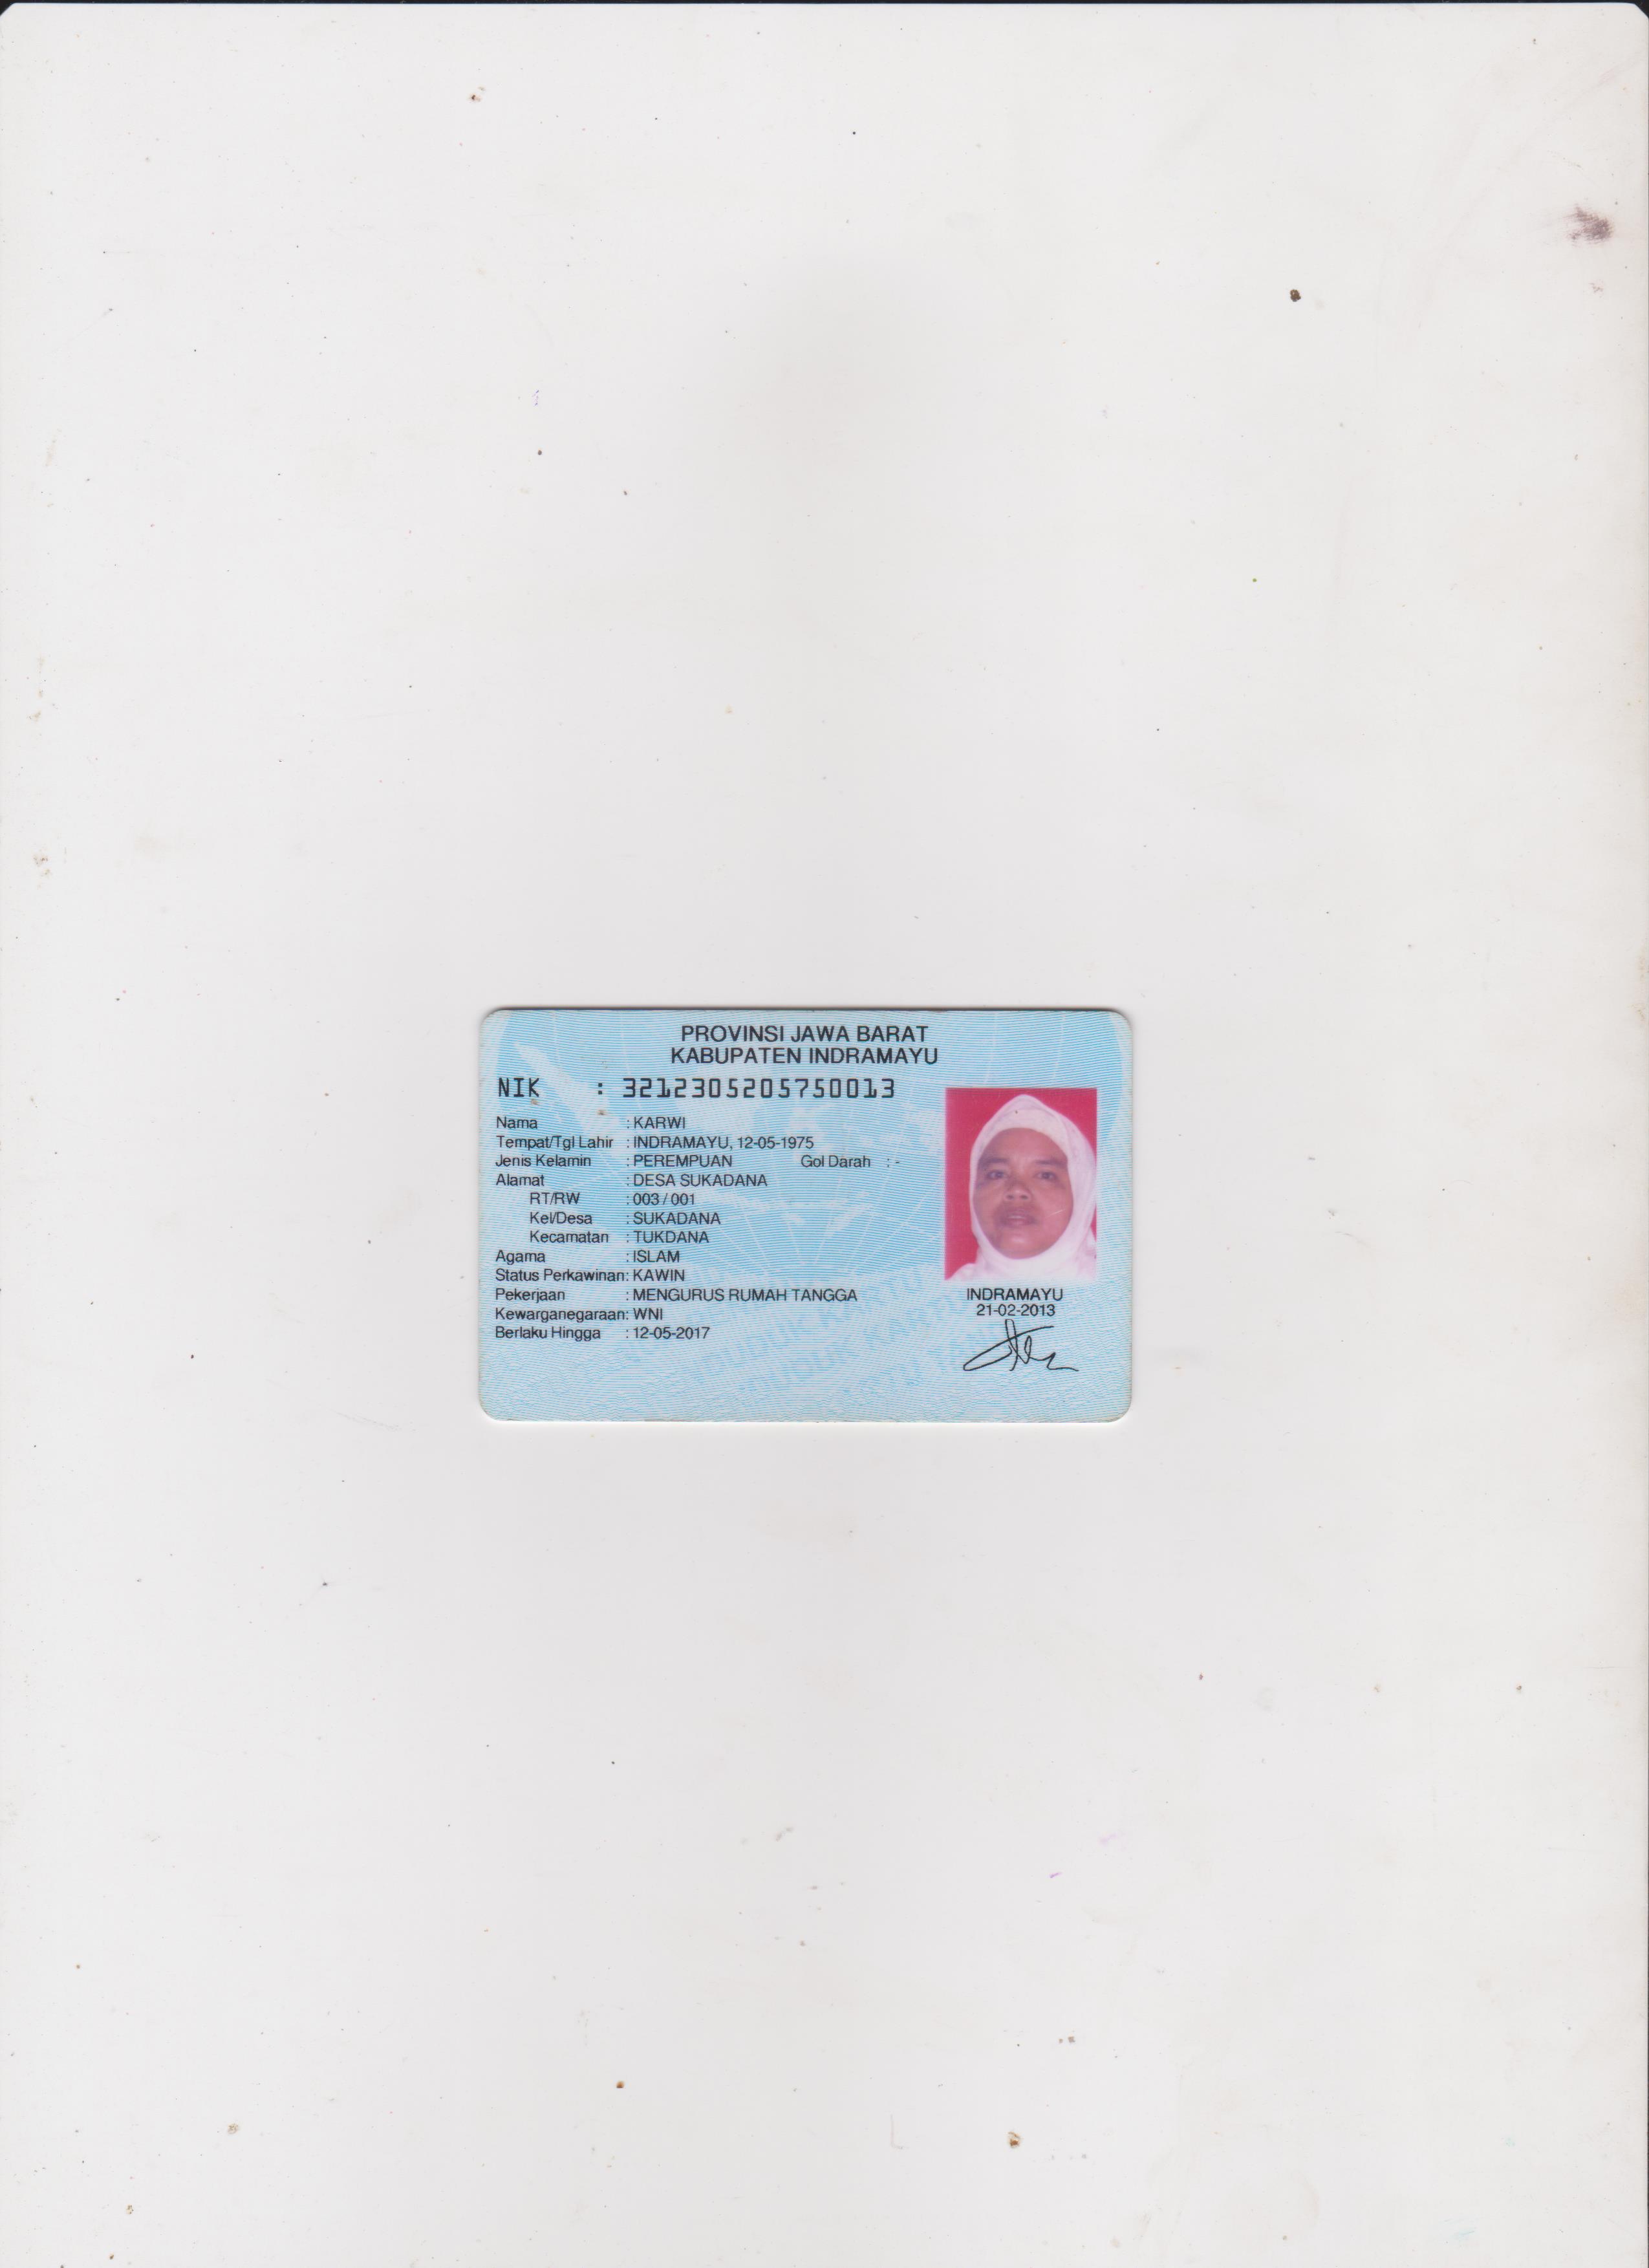 PROVINSI JAWA BARAT
KABUPATEN INDRAMAYU
NIK : 3212305205750013
Nama : KARWI
Tempat/Tgl Lahir : INDRAMAYU, 12-05-1975
Jenis Kelamin : PEREMPUAN Gol Darah : -
Alamat : DESA SUKADANA
RT/RW : 003 / 001
Kel/Desa : SUKADANA
Kecamatan : TUKDANA
Agama : ISLAM
Status Perkawinan: KAWIN
Pekerjaan : MENGURUS RUMAH TANGGA
Kewarganegaraan: WNI
Berlaku Hingga : 12-05-2017
INDRAMAYU
21-02-2013